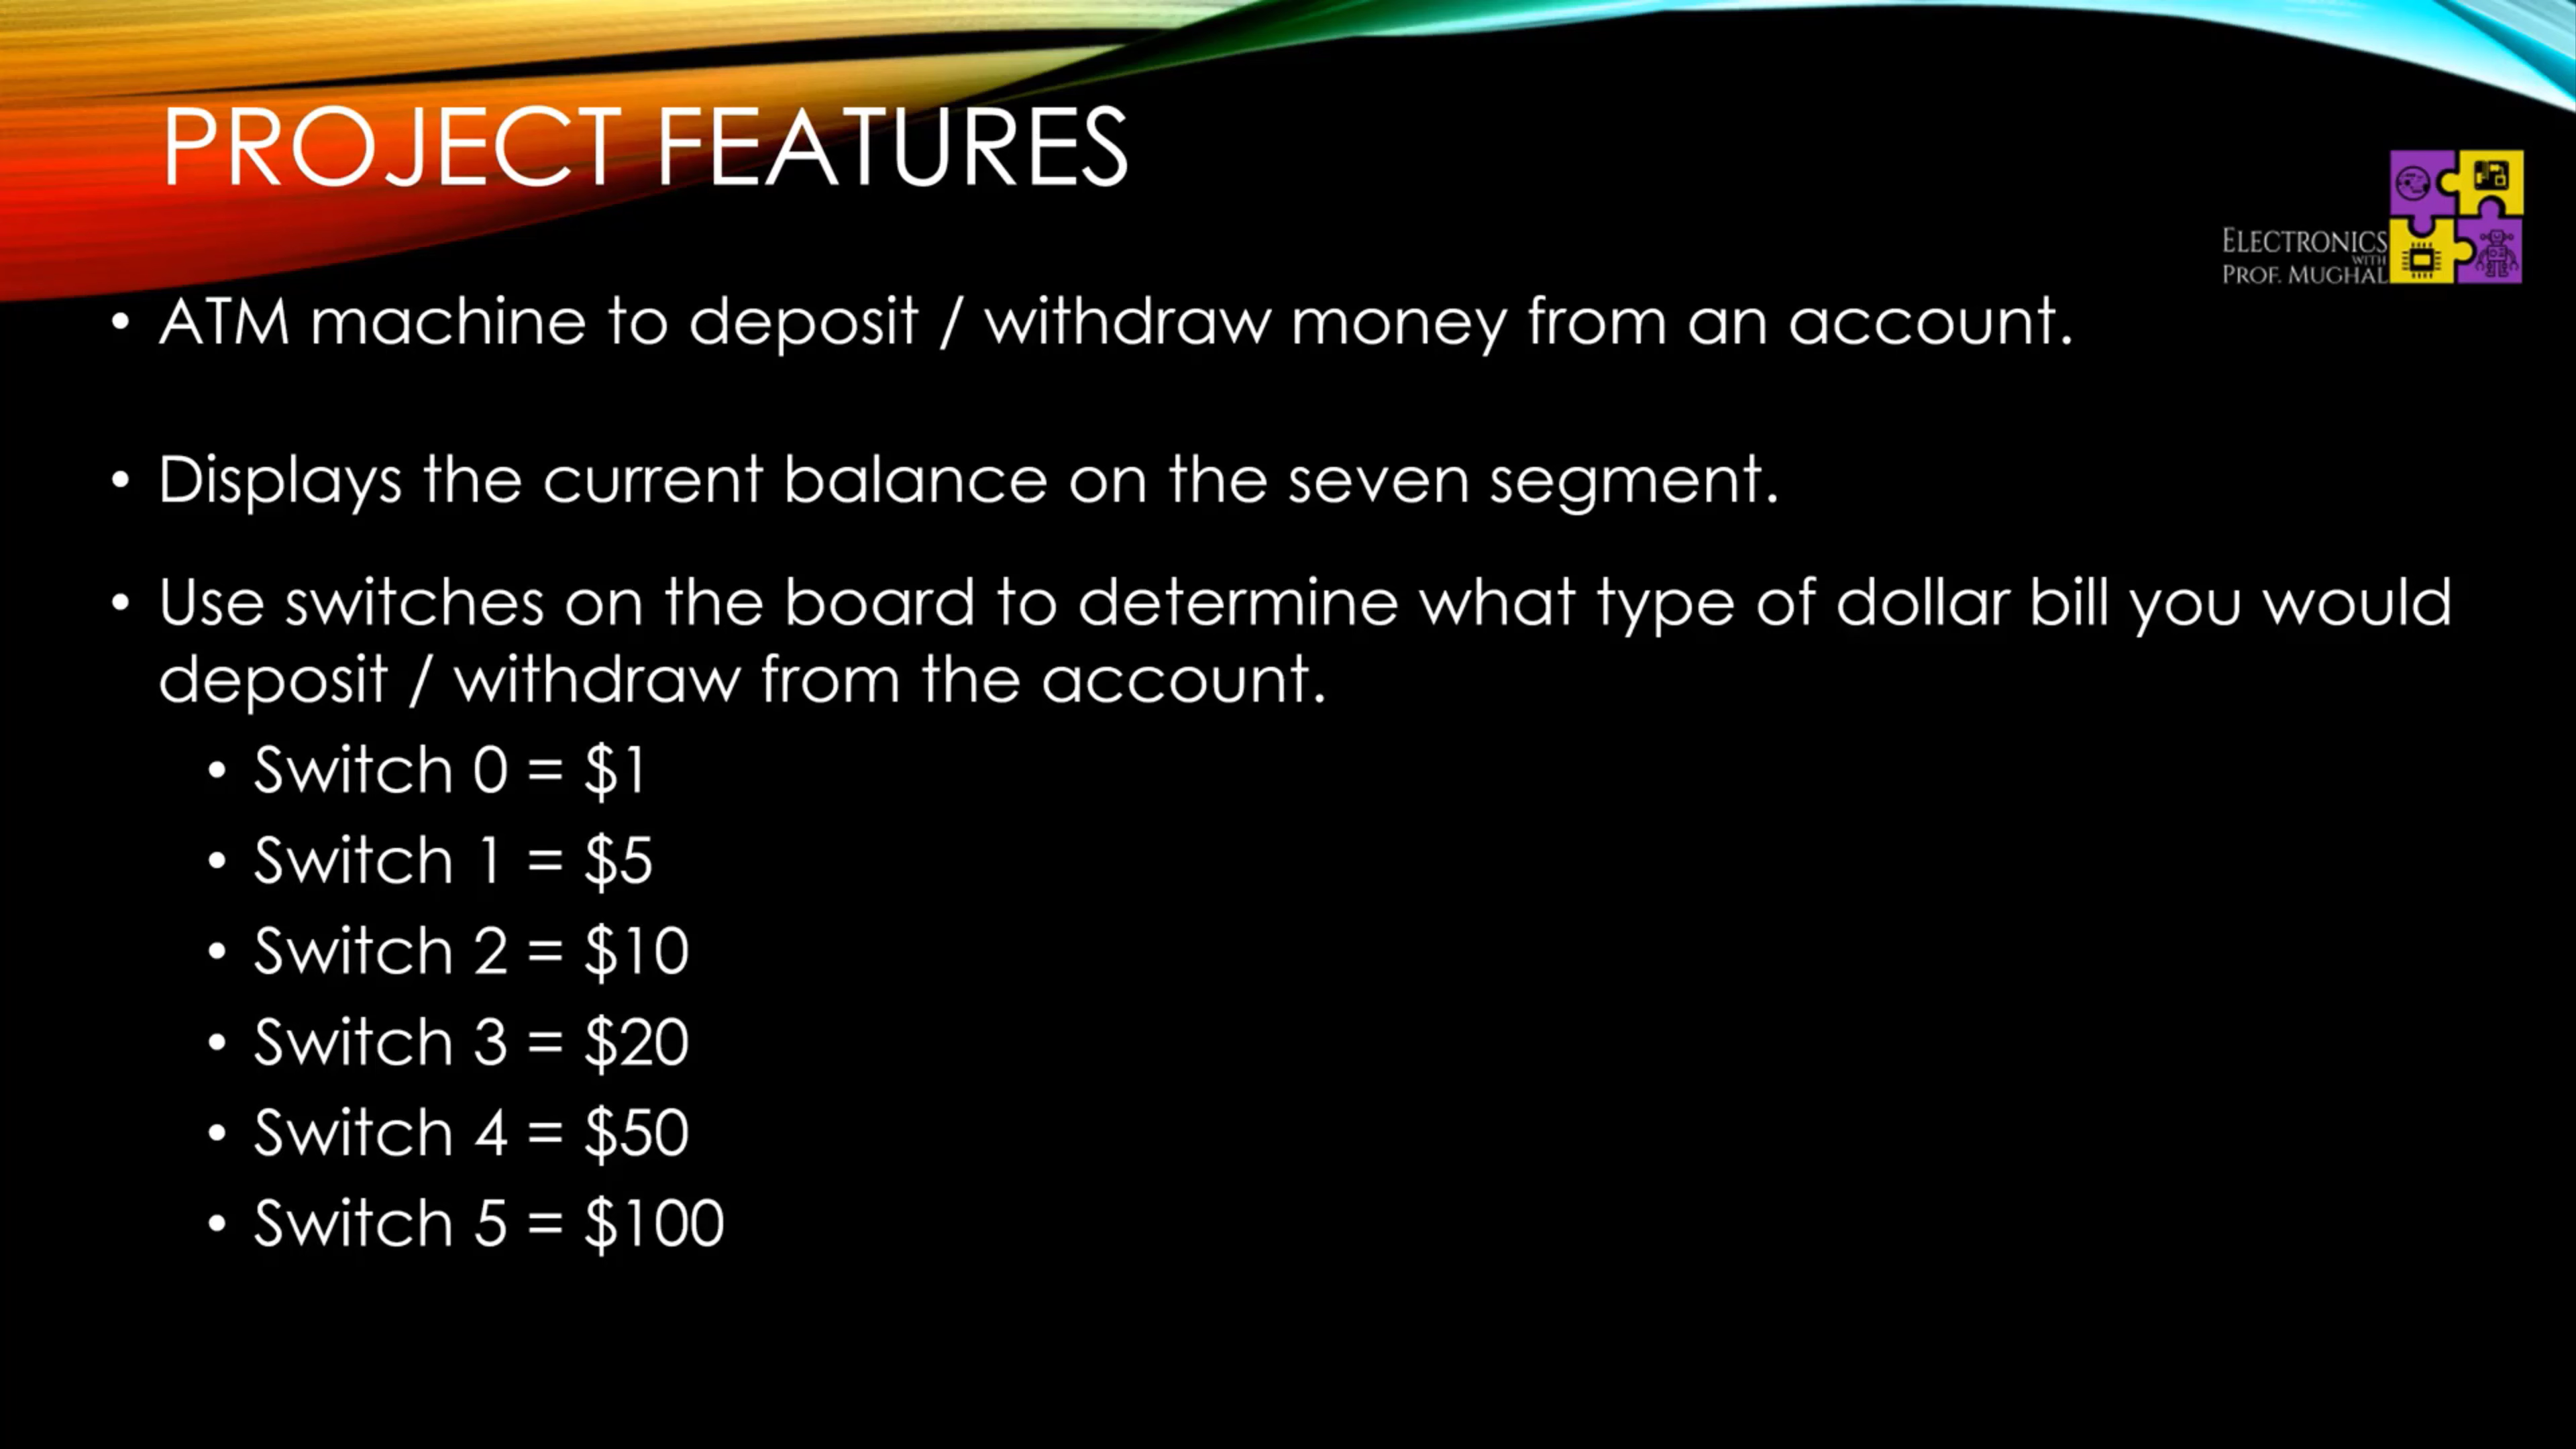 PROJECT FEATURES
ELECTRONICS
WITH
PROF. MUGHAL
• ATM machine to deposit / withdraw money from an account.
• Displays the current balance on the seven segment.
• Use switches on the board to determine what type of dollar bill you would
deposit / withdraw from the account.
• Switch 0 = $1
• Switch 1 = $5
• Switch 2 = $10
• Switch 3 = $20
• Switch 4 = $50
• Switch 5 = $100